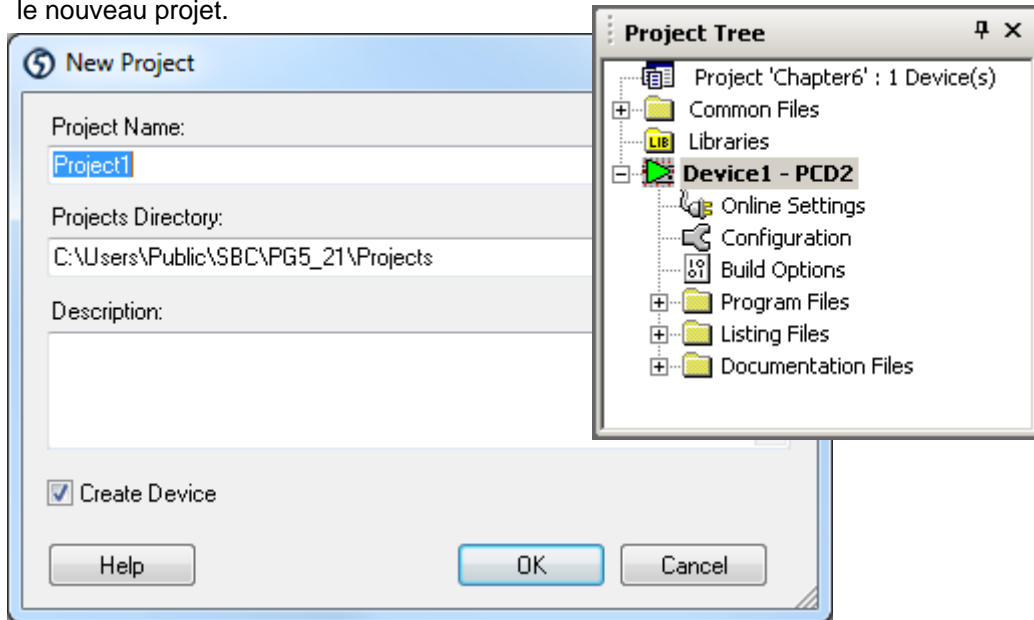 le nouveau projet.
New Project
Project Name:
Project1
Projects Directory:
C:\Users\Public\SBC\PG5_21\Projects
Description:
Create Device
Help
OK
Cancel
Project Tree
Project 'Chapter6' : 1 Device(s)
Common Files
LIB Libraries
Device1 - PCD2
Online Settings
Configuration
Build Options
Program Files
Listing Files
Documentation Files